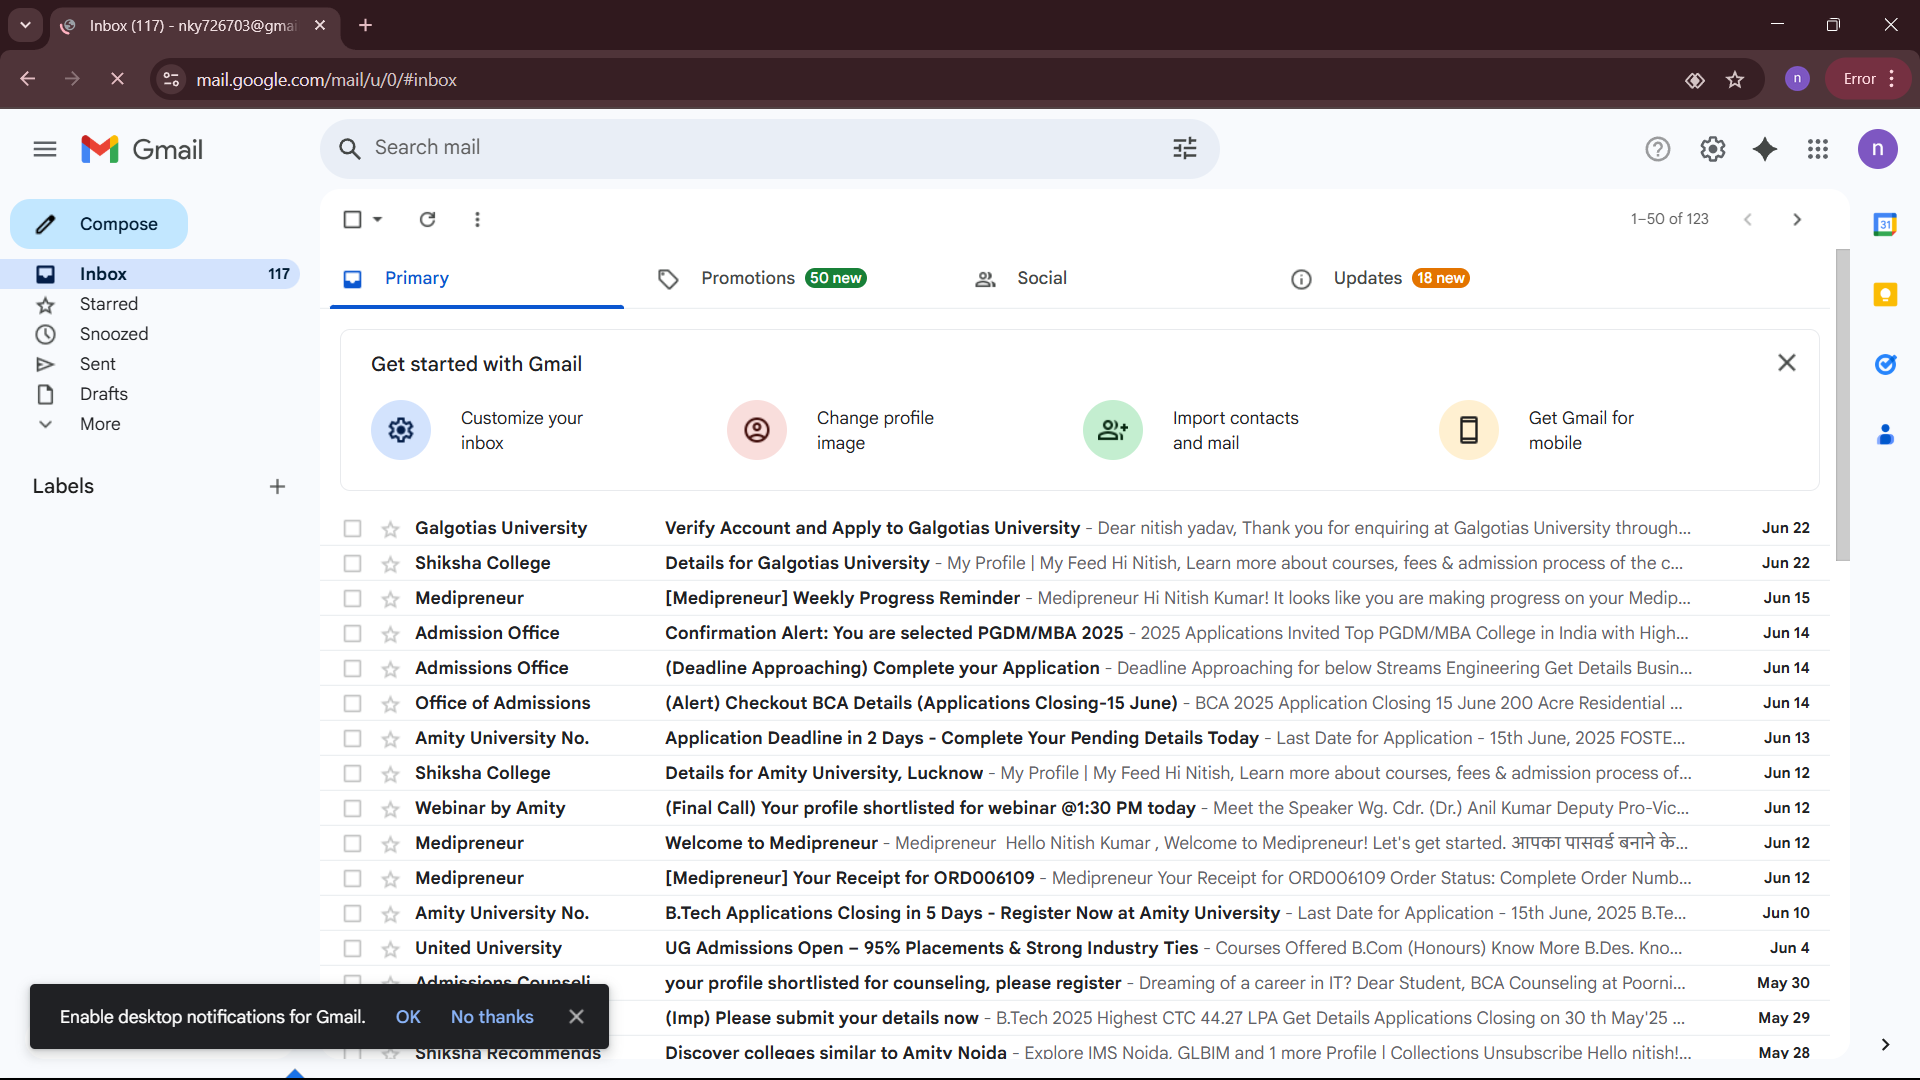 Inbox (117) - nky726703@gmai
mail.google.com/mail/u/0/#inbox
n
Error
Gmail
Search mail
n
Compose
1–50 of 123
31
Inbox 117
Starred
Snoozed
Sent
Drafts
More
Labels
Primary
Promotions 50 new
Social
Updates 18 new
Get started with Gmail
Customize your
inbox
Change profile
image
Import contacts
and mail
Get Gmail for
mobile
Galgotias University Verify Account and Apply to Galgotias University - Dear nitish yadav, Thank you for enquiring at Galgotias University through... Jun 22
Shiksha College Details for Galgotias University - My Profile | My Feed Hi Nitish, Learn more about courses, fees & admission process of the c... Jun 22
Medipreneur [Medipreneur] Weekly Progress Reminder - Medipreneur Hi Nitish Kumar! It looks like you are making progress on your Medip... Jun 15
Admission Office Confirmation Alert: You are selected PGDM/MBA 2025 - 2025 Applications Invited Top PGDM/MBA College in India with High... Jun 14
Admissions Office (Deadline Approaching) Complete your Application - Deadline Approaching for below Streams Engineering Get Details Busin... Jun 14
Office of Admissions (Alert) Checkout BCA Details (Applications Closing-15 June) - BCA 2025 Application Closing 15 June 200 Acre Residential ... Jun 14
Amity University No. Application Deadline in 2 Days - Complete Your Pending Details Today - Last Date for Application - 15th June, 2025 FOSTE... Jun 13
Shiksha College Details for Amity University, Lucknow - My Profile | My Feed Hi Nitish, Learn more about courses, fees & admission process of... Jun 12
Webinar by Amity (Final Call) Your profile shortlisted for webinar @1:30 PM today - Meet the Speaker Wg. Cdr. (Dr.) Anil Kumar Deputy Pro-Vic... Jun 12
Medipreneur Welcome to Medipreneur - Medipreneur Hello Nitish Kumar , Welcome to Medipreneur! Let's get started. आपका पासवर्ड बनाने के... Jun 12
Medipreneur [Medipreneur] Your Receipt for ORD006109 - Medipreneur Your Receipt for ORD006109 Order Status: Complete Order Numb... Jun 12
Amity University No. B.Tech Applications Closing in 5 Days - Register Now at Amity University - Last Date for Application - 15th June, 2025 B.Te... Jun 10
United University UG Admissions Open – 95% Placements & Strong Industry Ties - Courses Offered B.Com (Honours) Know More B.Des. Kno... Jun 4
Admissions Counseli your profile shortlisted for counseling, please register - Dreaming of a career in IT? Dear Student, BCA Counseling at Poorni... May 30
(Imp) Please submit your details now - B.Tech 2025 Highest CTC 44.27 LPA Get Details Applications Closing on 30 th May'25 ... May 29
Shiksha Recommends Discover colleges similar to Amity Noida - Explore IMS Noida, GLBIM and 1 more Profile | Collections Unsubscribe Hello nitish!... May 28
Enable desktop notifications for Gmail. OK No thanks